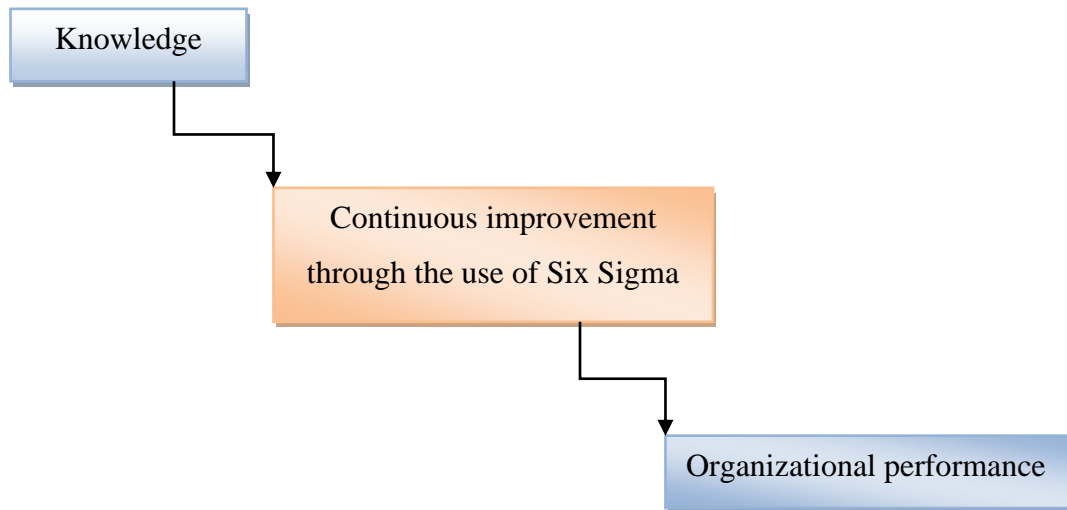 Knowledge
Continuous improvement
through the use of Six Sigma
Organizational performance